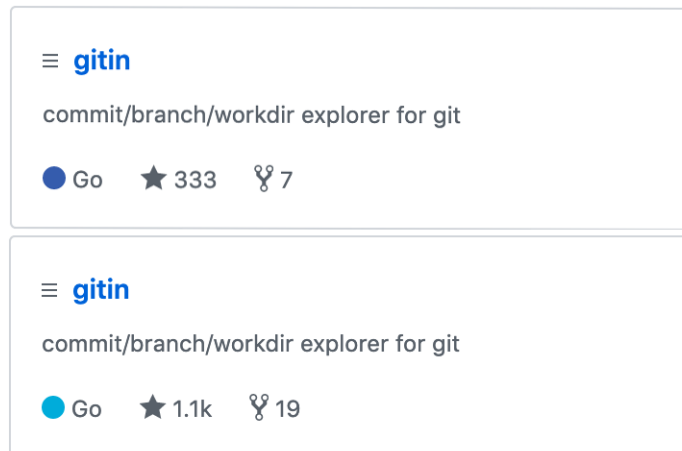 gitin
commit/branch/workdir explorer for git
Go 333 7
gitin
commit/branch/workdir explorer for git
Go 1.1k 19